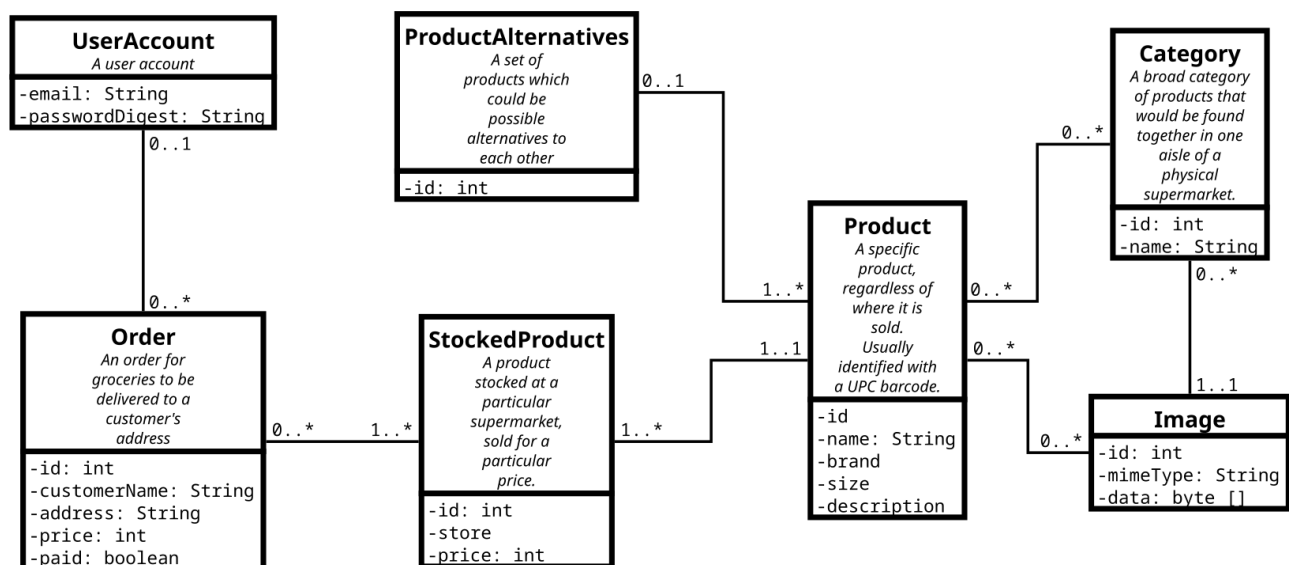 UserAccount
A user account
-email: String
-passwordDigest: String
0..1
0..*
ProductAlternatives
A set of
products which
could be
possible
alternatives to
each other
-id: int
0..1
1..*
Category
A broad category
of products that
would be found
together in one
aisle of a
physical
supermarket.
-id: int
-name: String
0..*
0..*
0..*
Product
A specific
product,
regardless of
where it is
sold.
Usually
identified with
a UPC barcode.
-id
-name: String
-brand
-size
-description
1..1
1..*
0..*
0..*
1..1
Image
-id: int
-mimeType: String
-data: byte []
Order
An order for
groceries to be
delivered to a
customer's
address
-id: int
-customerName: String
-address: String
-price: int
-paid: boolean
0..*
1..*
StockedProduct
A product
stocked at a
particular
supermarket,
sold for a
particular
price.
-id: int
-store
-price: int